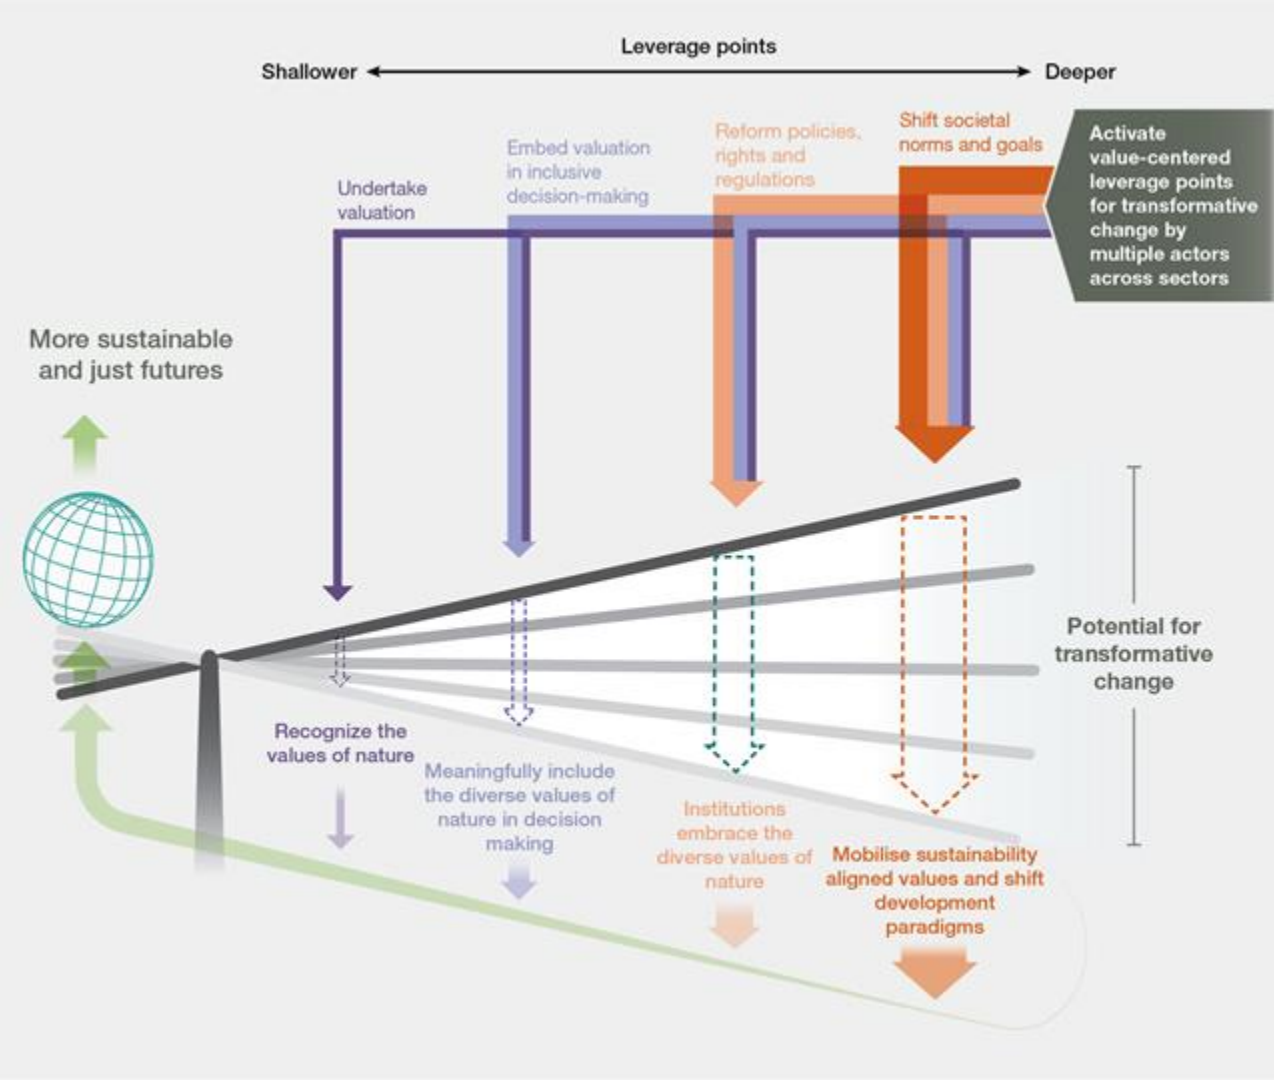 Leverage points
Shallower
Deeper
Undertake
valuation
Embed valuation
in inclusive
decision-making
Reform policies,
rights and
regulations
Shift societal
norms and goals
Activate
value-centered
leverage points
for transformative
change by
multiple actors
across sectors
More sustainable
and just futures
Potential for
transformative
change
Recognize the
values of nature
Meaningfully include
the diverse values of
nature in decision
making
Institutions
embrace the
diverse values of
nature
Mobilise sustainability
aligned values and shift
development
paradigms